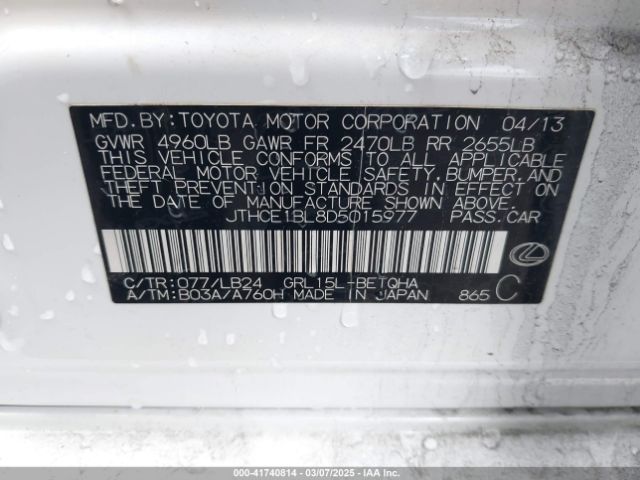 MFD.BY:TOYOTA MOTOR CORPORATION 04/13
GVWR 4960LB GAWR FR 2470LB RR 2655LB
THIS VEHICLE CONFORMS TO ALL APPLICABLE
FEDERAL MOTOR VEHICLE SAFETY,BUMPER,AND
THEFT PREVENTION STANDARDS IN EFFECT ON
THE DATE OF MANUFACTURE SHOWN ABOVE.
JTHCE1BL8D5015977 PASS.CAR
C/TR:077/LB24 GRL15L-BETQHA
A/TM:B03A/A760H MADE IN JAPAN 865 C
000-41740814 — 03/07/2025 — IAA Inc.